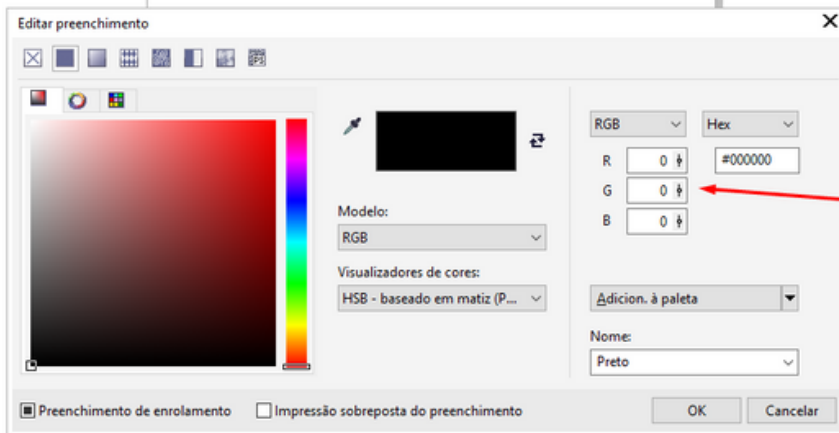 Editar preenchimento
RGB Hex
R 0 #000000
G 0
B 0
Modelo:
RGB
Visualizadores de cores:
HSB - baseado em matiz (P...
Adicion. à paleta
Nome:
Preto
Preenchimento de enrolamento Impressão sobreposta do preenchimento OK Cancelar